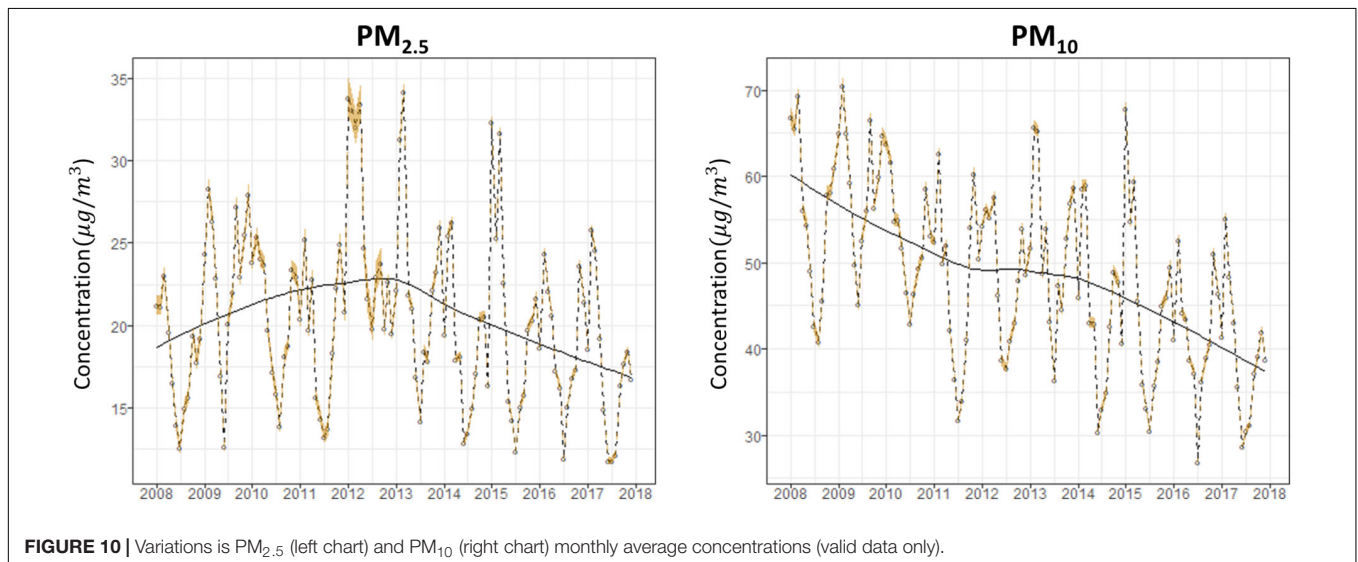 PM2.5
PM10
Concentration(μg/m³)
35
30
25
20
15
2008 2009 2010 2011 2012 2013 2014 2015 2016 2017 2018
Concentration(μg/m³)
70
60
50
40
30
2008 2009 2010 2011 2012 2013 2014 2015 2016 2017 2018
FIGURE 10 | Variations is PM2.5 (left chart) and PM10 (right chart) monthly average concentrations (valid data only).